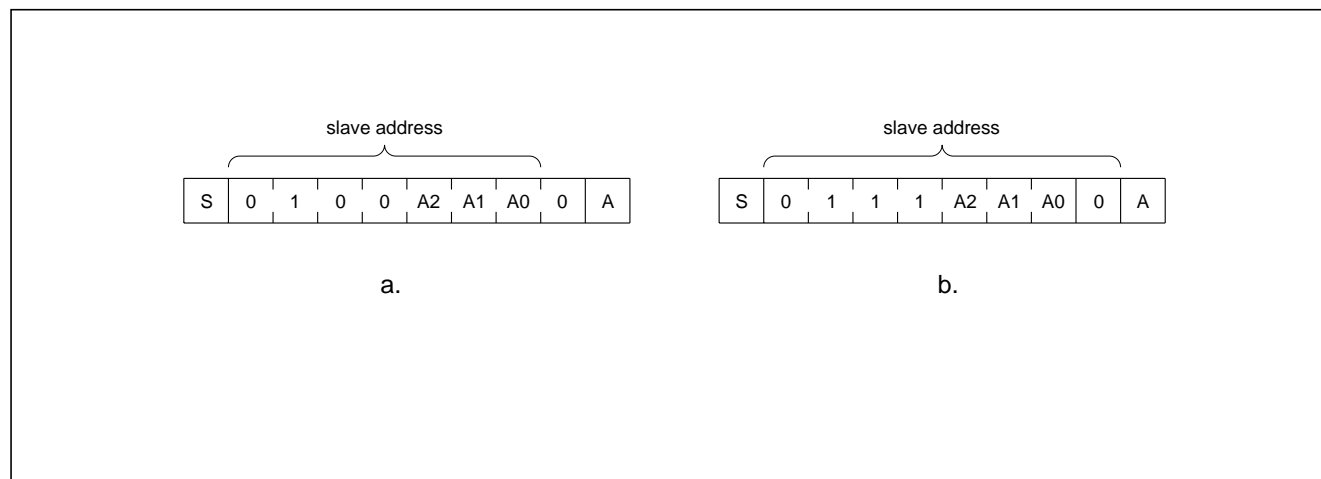 slave address
S 0 1 0 0 A2 A1 A0 0 A
a.
slave address
S 0 1 1 1 A2 A1 A0 0 A
b.